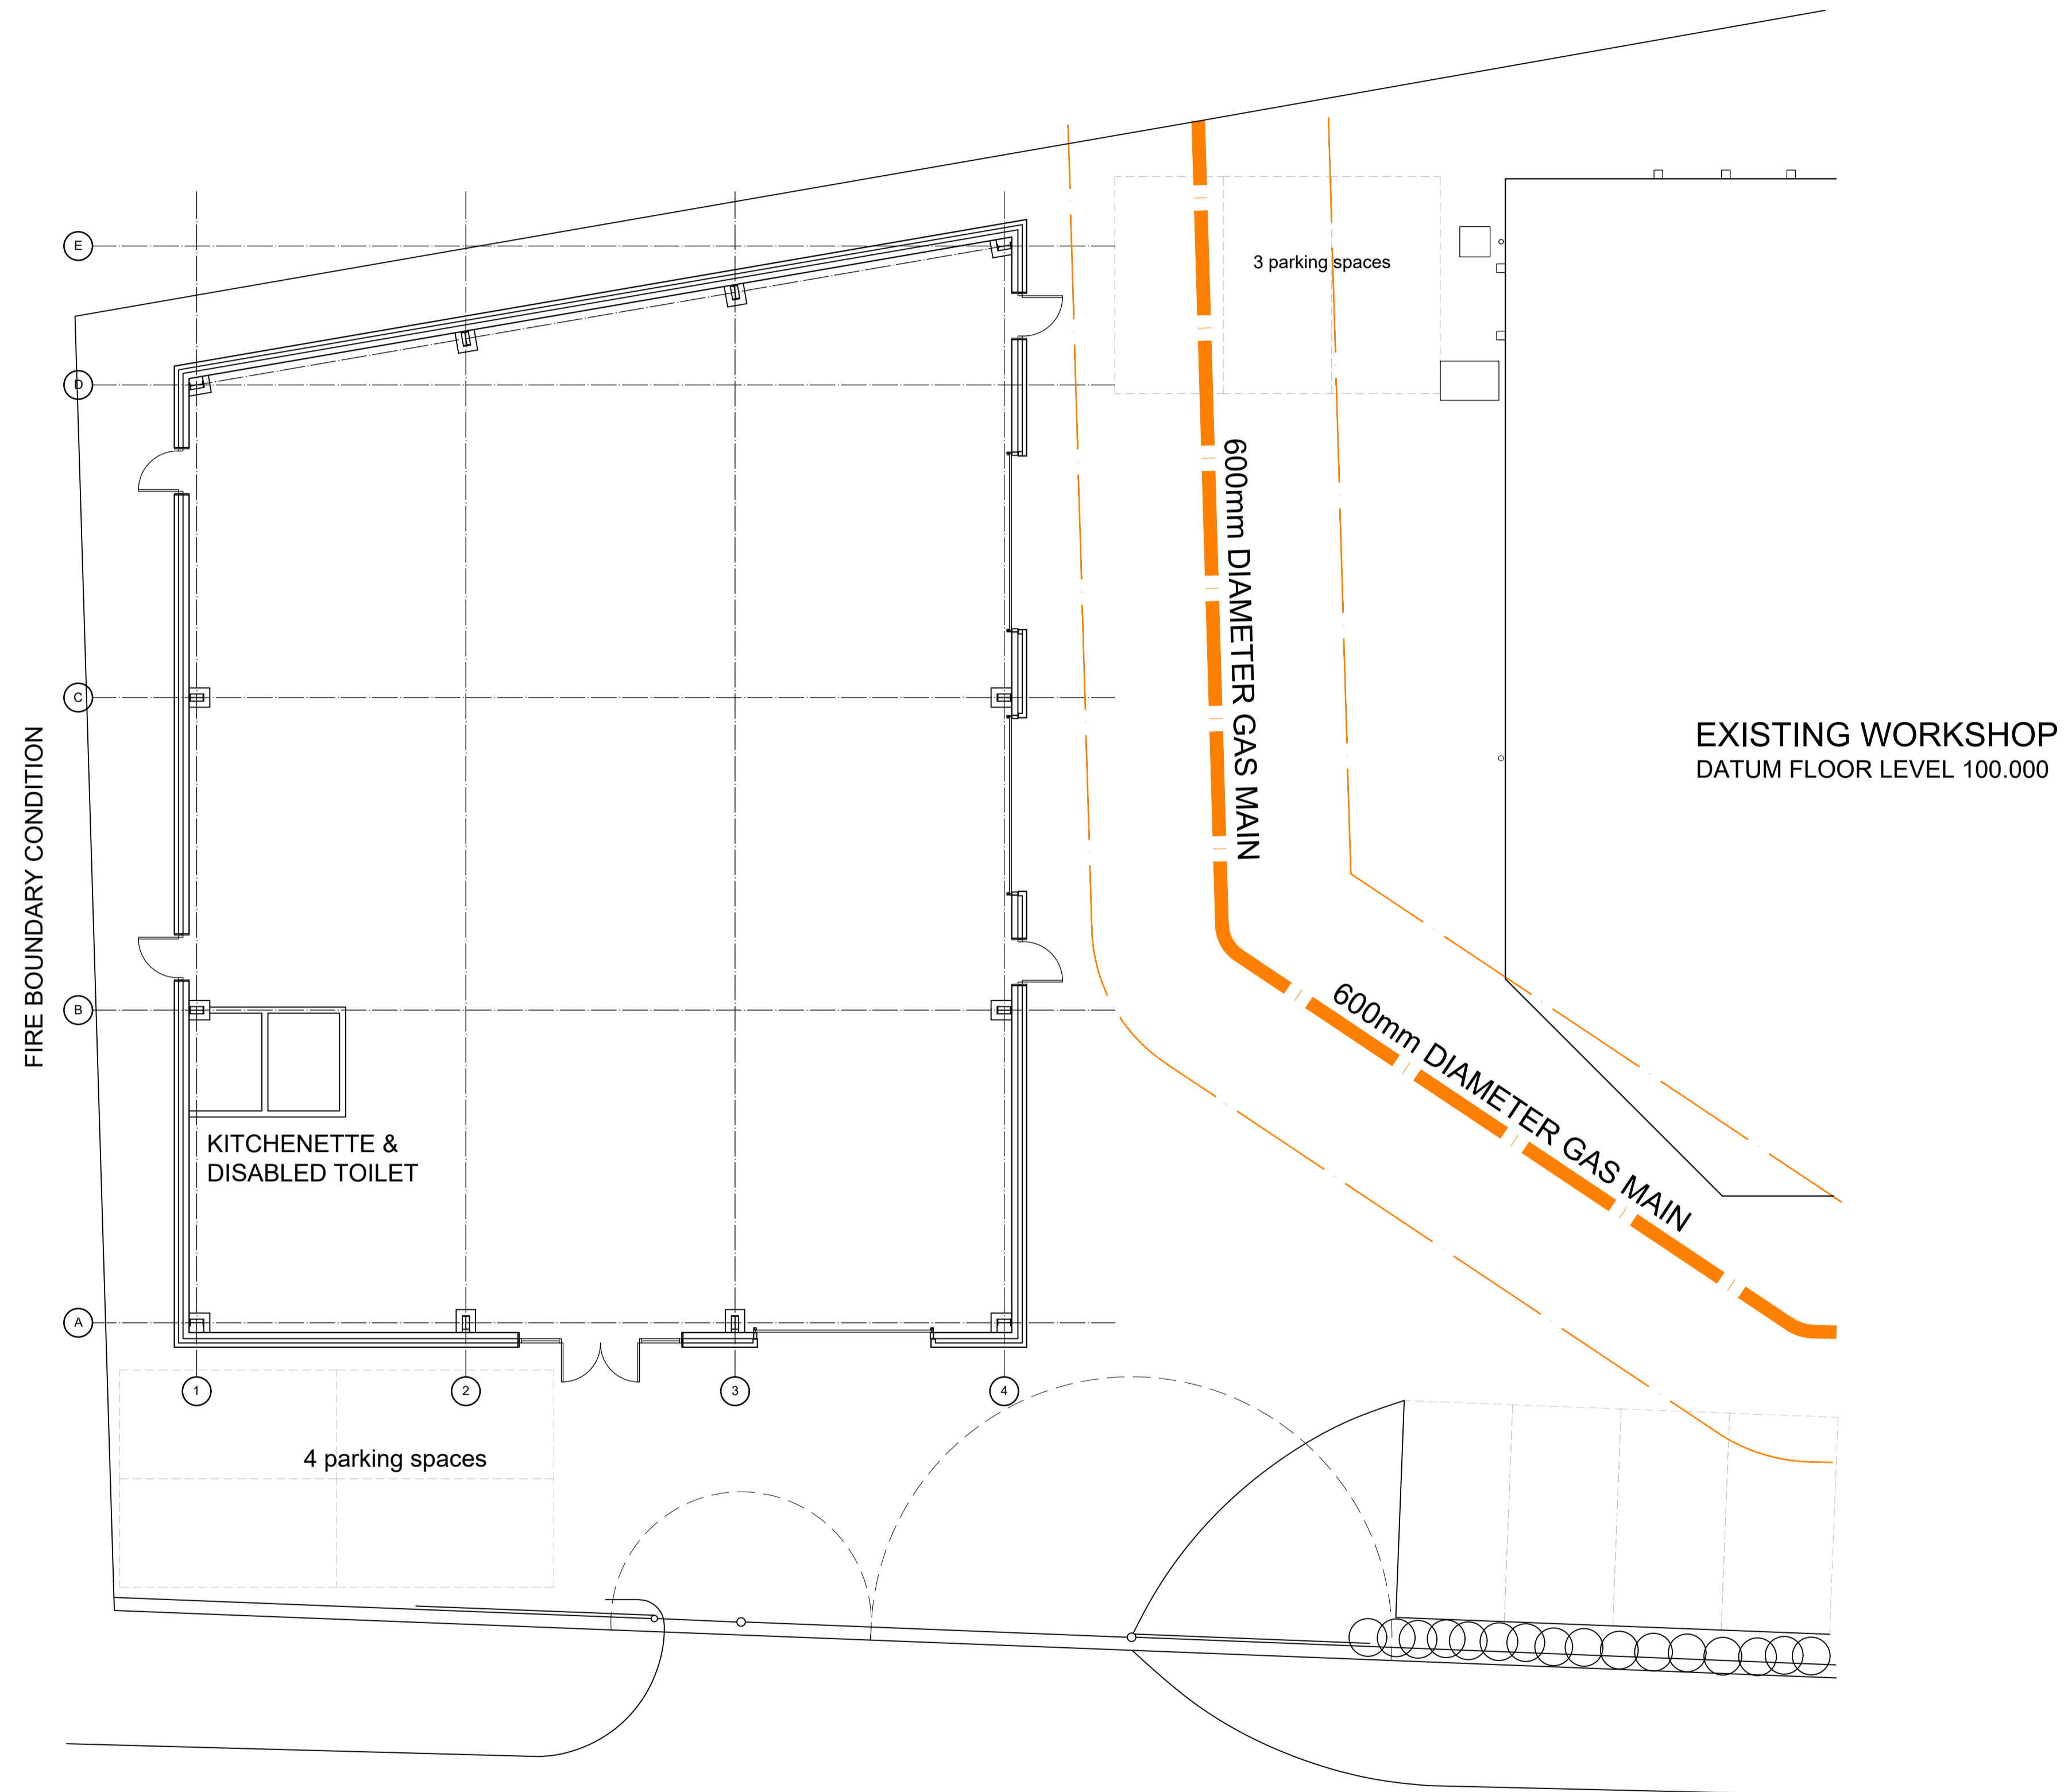 E
3 parking spaces
D
600mm DIAMETER GAS MAIN
C
EXISTING WORKSHOP
DATUM FLOOR LEVEL 100.000
FIRE BOUNDARY CONDITION
B
600mm DIAMETER GAS MAIN
KITCHENETTE &
DISABLED TOILET
A
1
2
3
4
4 parking spaces